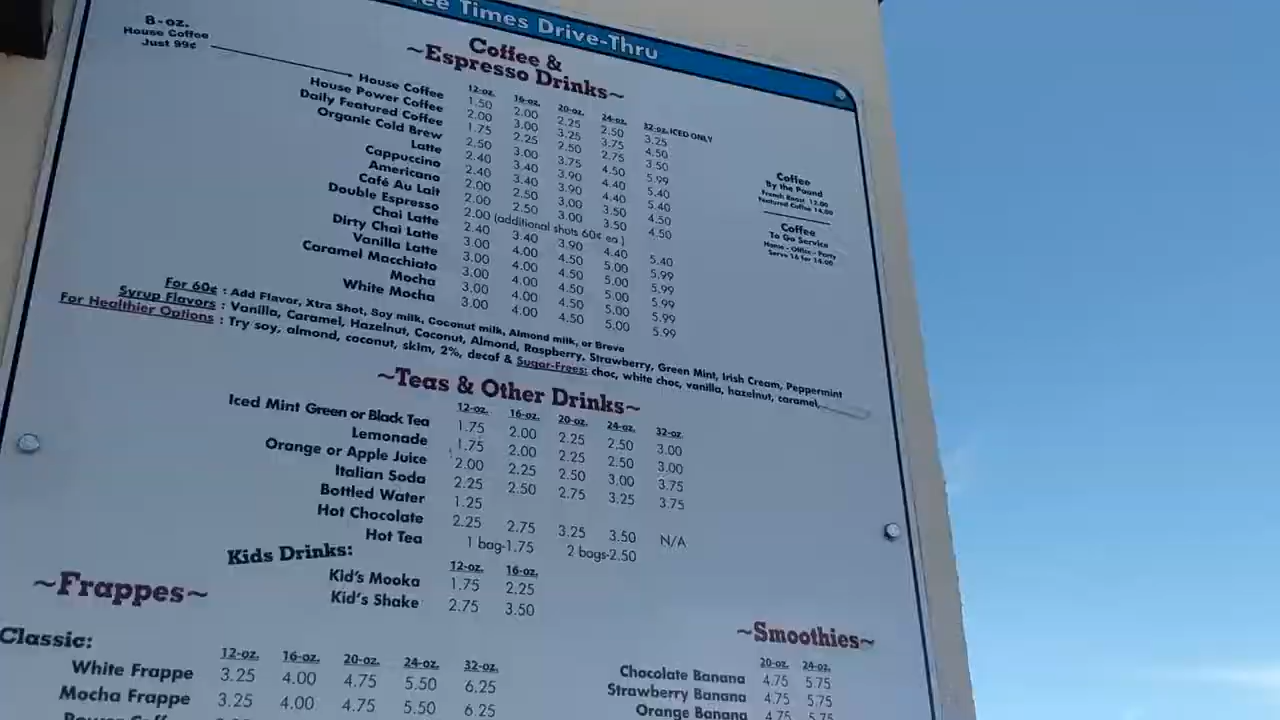 ee Times Drive-Thru
8-oz.
House Coffee
Just 99¢
Coffee &
~Espresso Drinks~
12-oz. 16-oz. 20-oz. 24-oz. 32-oz. ICED ONLY
House Coffee 1.50 2.00 2.25 2.50 3.25
House Power Coffee 2.00 3.00 3.25 3.75 4.50
Daily Featured Coffee 1.75 2.25 2.50 2.75 3.50
Organic Cold Brew 2.50 3.00 3.75 4.50 5.99
Latte 2.40 3.40 3.90 4.40 5.40
Cappuccino 2.40 3.40 3.90 4.40 5.40
Americano 2.00 2.50 3.00 3.50 4.50
Café Au Lait 2.00 2.50 3.00 3.50 4.50
Double Espresso 2.00 (additional shots 60¢ ea)
Chai Latte 2.40 3.40 3.90 4.40 5.40
Dirty Chai Latte 3.00 4.00 4.50 5.00 5.99
Vanilla Latte 3.00 4.00 4.50 5.00 5.99
Caramel Macchiato 3.00 4.00 4.50 5.00 5.99
Mocha 3.00 4.00 4.50 5.00 5.99
White Mocha 3.00 4.00 4.50 5.00 5.99
Coffee
By the Pound
French Roast 13.00
Featured Coffee 14.00
Coffee
To Go Service
Home - Office - Party
Serve 16 for 14.00
For 60¢ : Add Flavor, Xtra Shot, Soy milk, Coconut milk, Almond milk, or Breve
Syrup Flavors : Vanilla, Caramel, Hazelnut, Coconut, Almond, Raspberry, Strawberry, Green Mint, Irish Cream, Peppermint
For Healthier Options : Try soy, almond, coconut, skim, 2%, decaf & Sugar-Frees: choc, white choc, vanilla, hazelnut, caramel,
~Teas & Other Drinks~
12-oz. 16-oz. 20-oz. 24-oz. 32-oz.
Iced Mint Green or Black Tea 1.75 2.00 2.25 2.50 3.00
Lemonade 1.75 2.00 2.25 2.50 3.00
Orange or Apple Juice 2.00 2.25 2.50 3.00 3.75
Italian Soda 2.25 2.50 2.75 3.25 3.75
Bottled Water 1.25
Hot Chocolate 2.25 2.75 3.25 3.50 N/A
Hot Tea 1 bag-1.75 2 bags-2.50
Kids Drinks: 12-oz. 16-oz.
Kid's Mooka 1.75 2.25
Kid's Shake 2.75 3.50
~Frappes~
Classic: 12-oz. 16-oz. 20-oz. 24-oz. 32-oz.
White Frappe 3.25 4.00 4.75 5.50 6.25
Mocha Frappe 3.25 4.00 4.75 5.50 6.25
~Smoothies~
20-oz. 24-oz.
Chocolate Banana 4.75 5.75
Strawberry Banana 4.75 5.75
Orange Banana 4.75 5.75